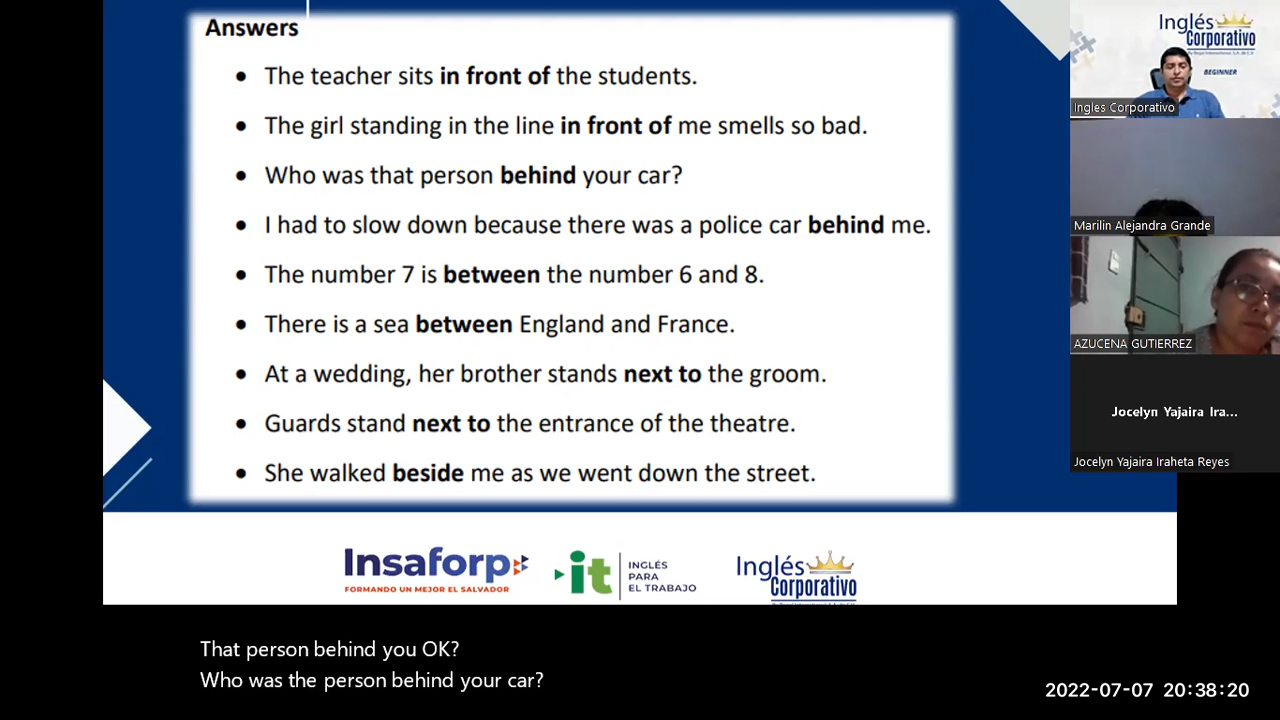 Answers
• The teacher sits in front of the students.
• The girl standing in the line in front of me smells so bad.
• Who was that person behind your car?
• I had to slow down because there was a police car behind me.
• The number 7 is between the number 6 and 8.
• There is a sea between England and France.
• At a wedding, her brother stands next to the groom.
• Guards stand next to the entrance of the theatre.
• She walked beside me as we went down the street.
Insaforp
FORMANDO UN MEJOR EL SALVADOR
it
INGLÉS
PARA
EL TRABAJO
Inglés
Corporativo
That person behind you OK?
Who was the person behind your car?
Inglés
Corporativo
BEGINNER
Ingles Corporativo
Marilin Alejandra Grande
AZUCENA GUTIERREZ
Jocelyn Yajaira Ira...
Jocelyn Yajaira Iraheta Reyes
2022-07-07 20:38:20